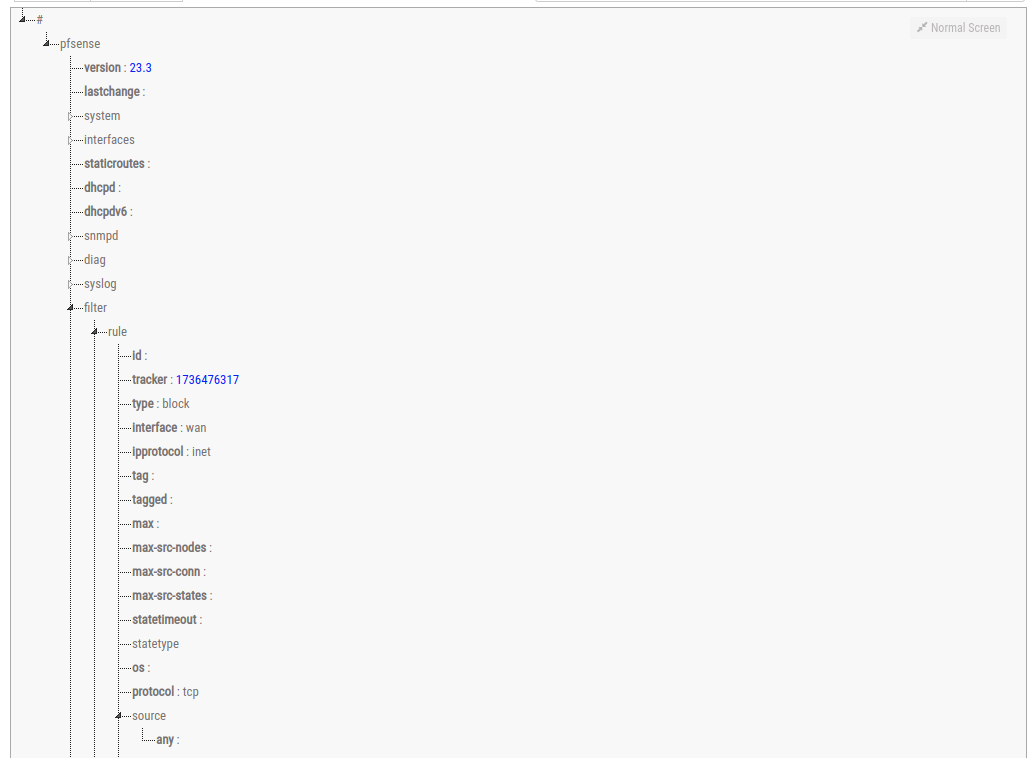 #
Normal Screen
pfsense
version : 23.3
lastchange :
system
interfaces
staticroutes :
dhcpd :
dhcpdv6 :
snmpd
diag
syslog
filter
rule
id :
tracker : 1736476317
type : block
interface : wan
ipprotocol : inet
tag :
tagged :
max :
max-src-nodes :
max-src-conn :
max-src-states :
statetimeout :
statetype
os :
protocol : tcp
source
any :